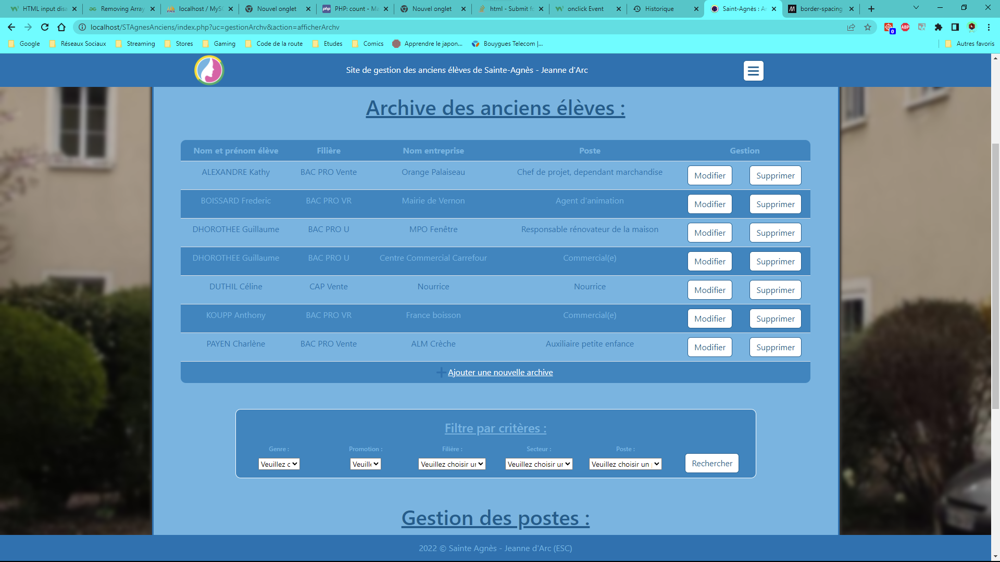 HTML input disa
Removing Array
localhost / MyS
Nouvel onglet
PHP: count - Ma
Nouvel onglet
html - Submit fo
onclick Event
Historique
Saint-Agnès : Ar
border-spacing
localhost/STAgnesAnciens/index.php?uc=gestionArchv&action=afficherArchv
0
ABP
Google
Réseaux Sociaux
Streaming
Stores
Gaming
Code de la route
Etudes
Comics
Apprendre le japon...
Bouygues Telecom |...
Autres favoris
Site de gestion des anciens élèves de Sainte-Agnès - Jeanne d'Arc
Archive des anciens élèves :
Nom et prénom élève Filière Nom entreprise Poste Gestion
ALEXANDRE Kathy BAC PRO Vente Orange Palaiseau Chef de projet, dependant marchandise Modifier Supprimer
BOISSARD Frederic BAC PRO VR Mairie de Vernon Agent d'animation Modifier Supprimer
DHOROTHEE Guillaume BAC PRO U MPO Fenêtre Responsable rénovateur de la maison Modifier Supprimer
DHOROTHEE Guillaume BAC PRO U Centre Commercial Carrefour Commercial(e) Modifier Supprimer
DUTHIL Céline CAP Vente Nourrice Nourrice Modifier Supprimer
KOUPP Anthony BAC PRO VR France boisson Commercial(e) Modifier Supprimer
PAYEN Charlène BAC PRO Vente ALM Crèche Auxiliaire petite enfance Modifier Supprimer
Ajouter une nouvelle archive
Filtre par critères :
Genre : Promotion : Filière : Secteur : Poste :
Veuillez c Veuille Veuillez choisir ur Veuillez choisir ur Veuillez choisir un Rechercher
Gestion des postes :
2022 © Sainte Agnès - Jeanne d'Arc (ESC)